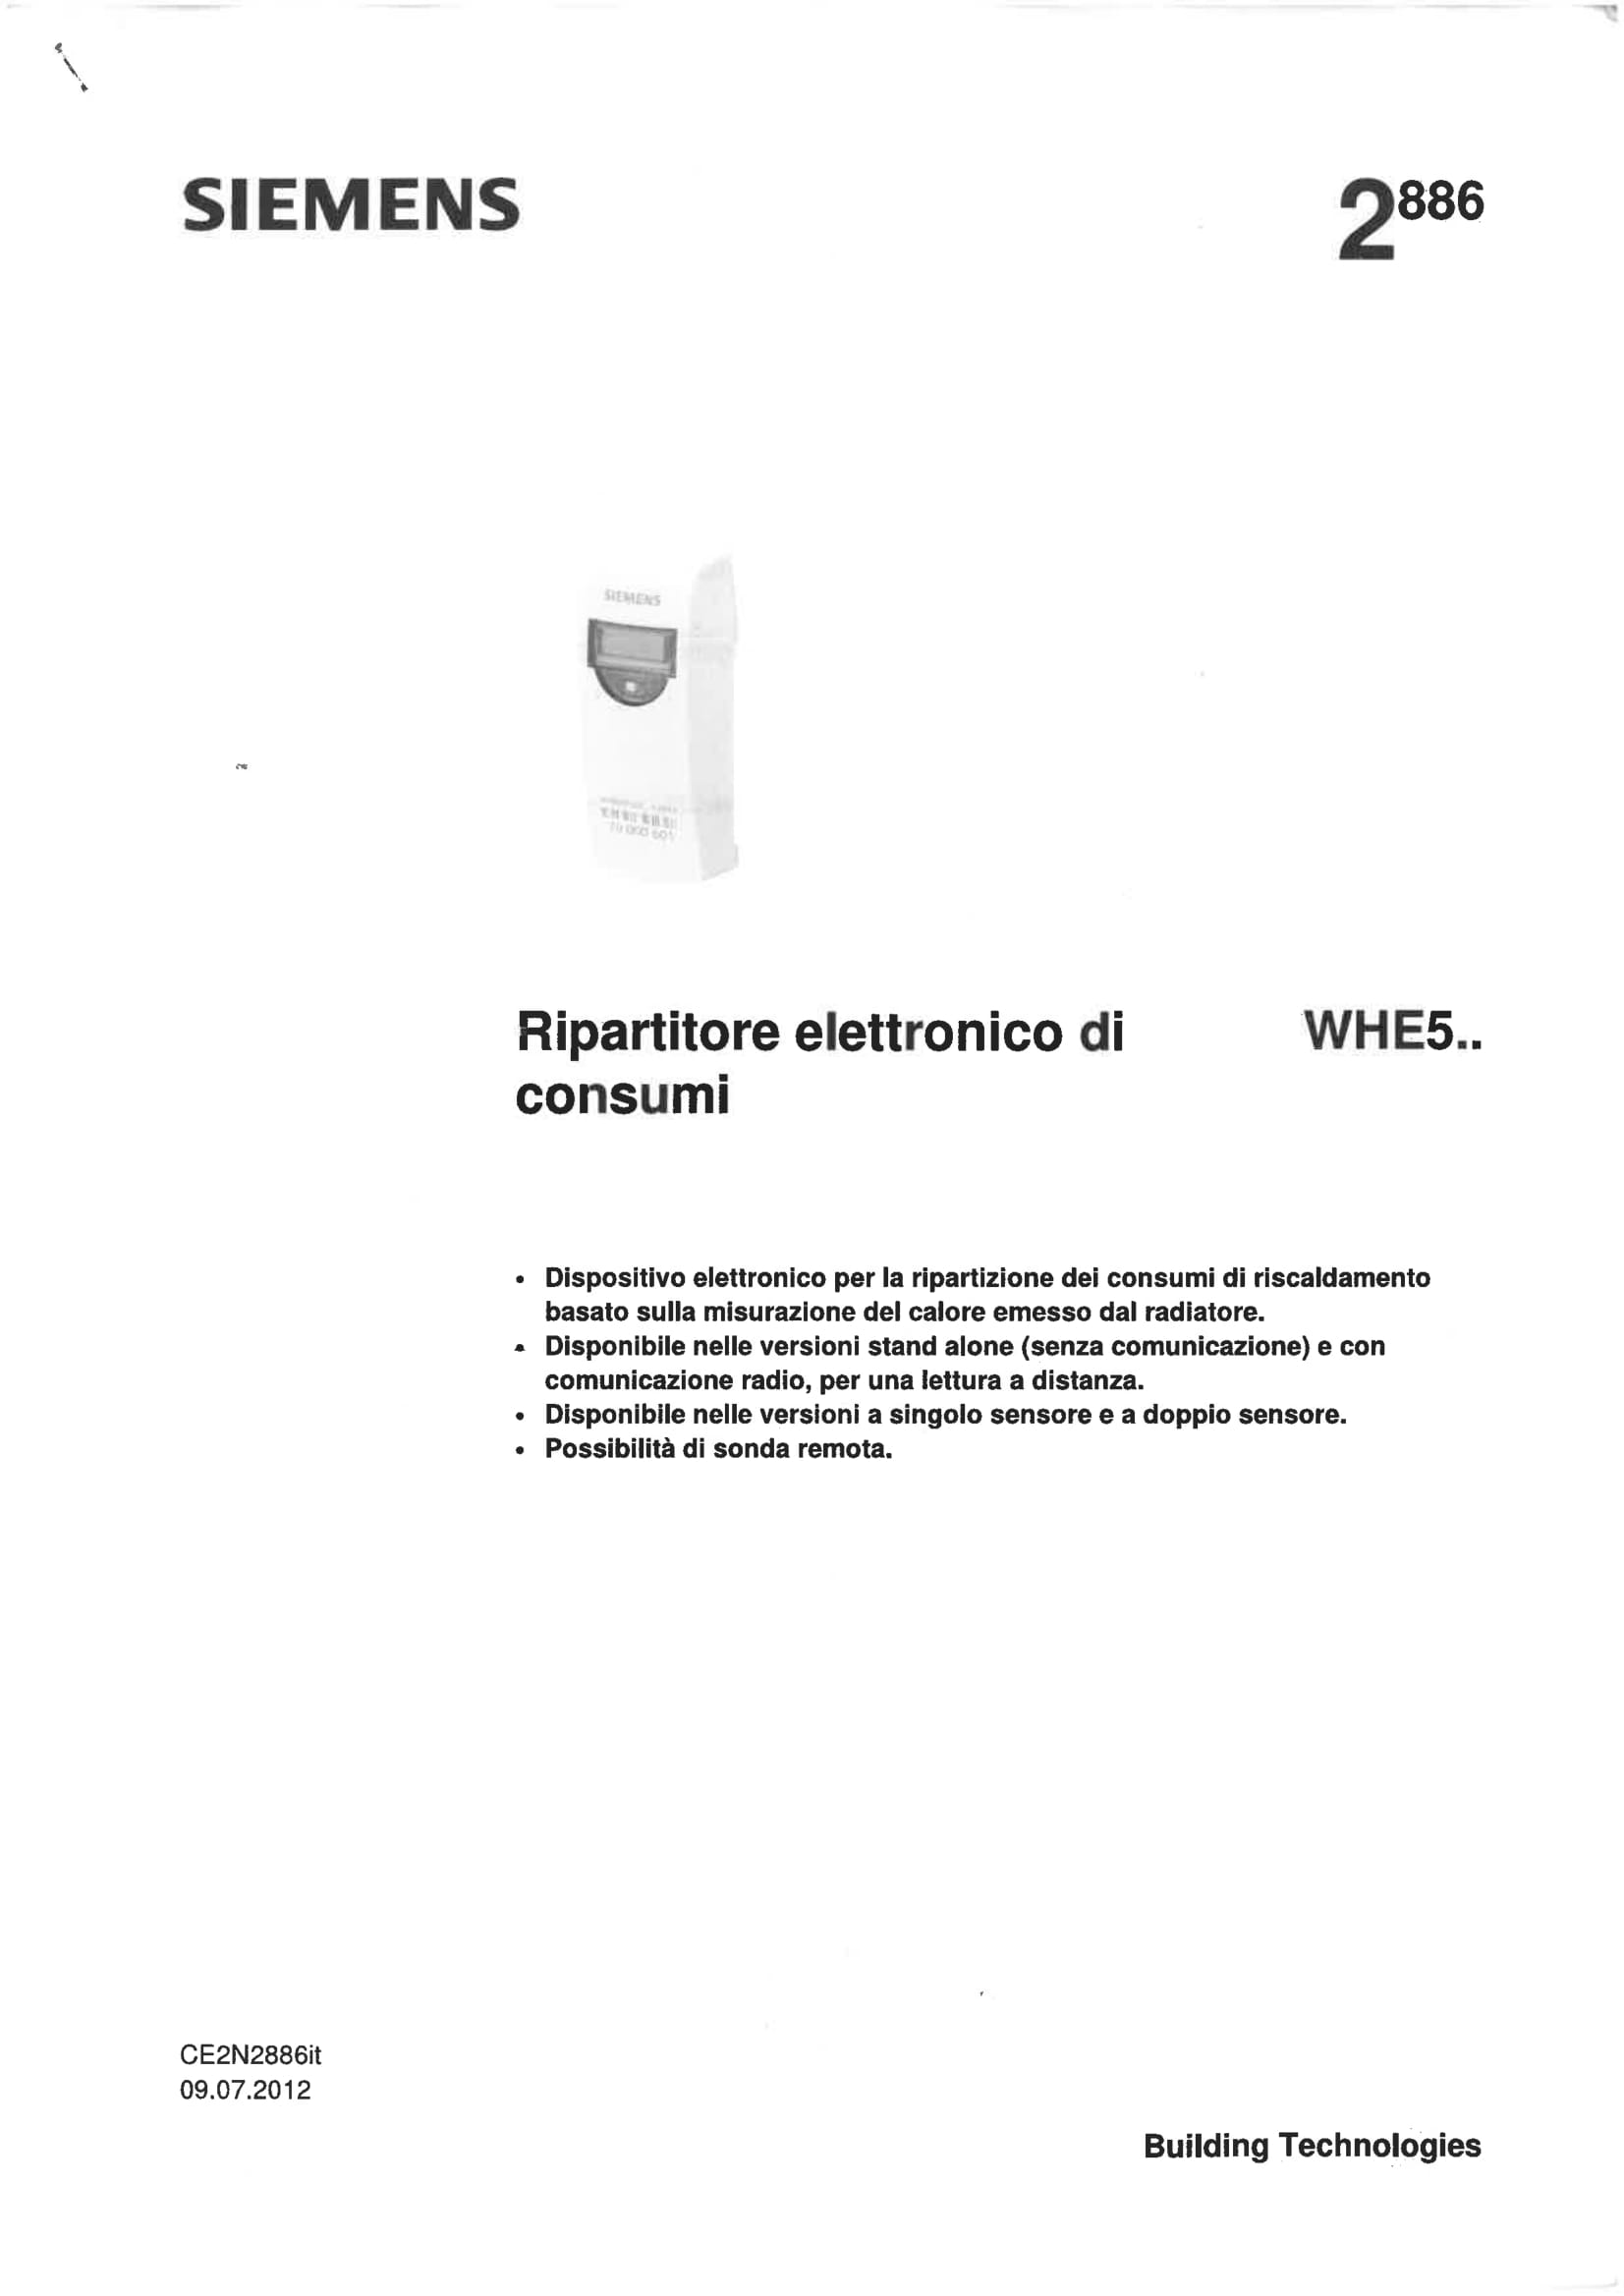 SIEMENS
2886
SIEMENS
Ripartitore elettronico di
consumi
WHE5..
• Dispositivo elettronico per la ripartizione dei consumi di riscaldamento
basato sulla misurazione del calore emesso dal radiatore.
• Disponibile nelle versioni stand alone (senza comunicazione) e con
comunicazione radio, per una lettura a distanza.
• Disponibile nelle versioni a singolo sensore e a doppio sensore.
• Possibilità di sonda remota.
CE2N2886it
09.07.2012
Building Technologies